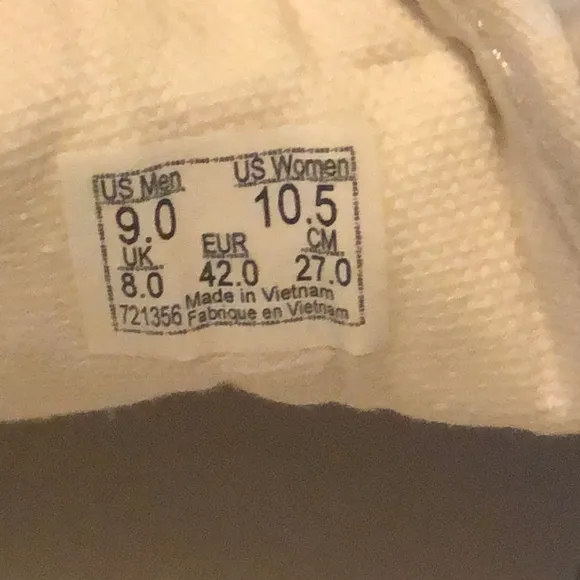 US Men US Women
9.0 10.5
UK EUR CM
8.0 42.0 27.0
Made in Vietnam
721356 Fabrique en Vietnam